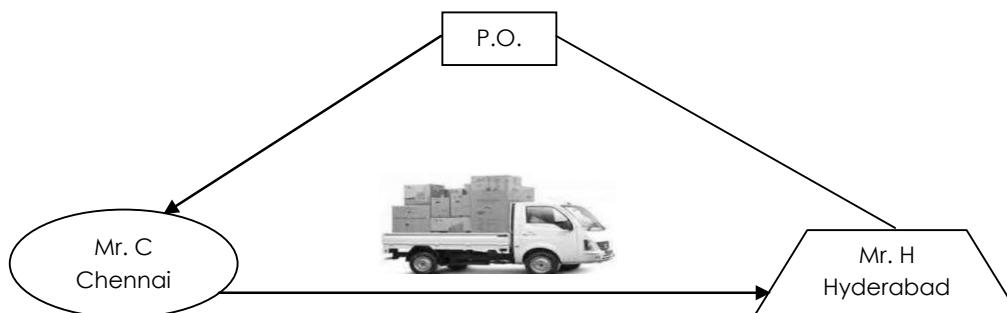 P.O.
Mr. C
Chennai
Mr. H
Hyderabad